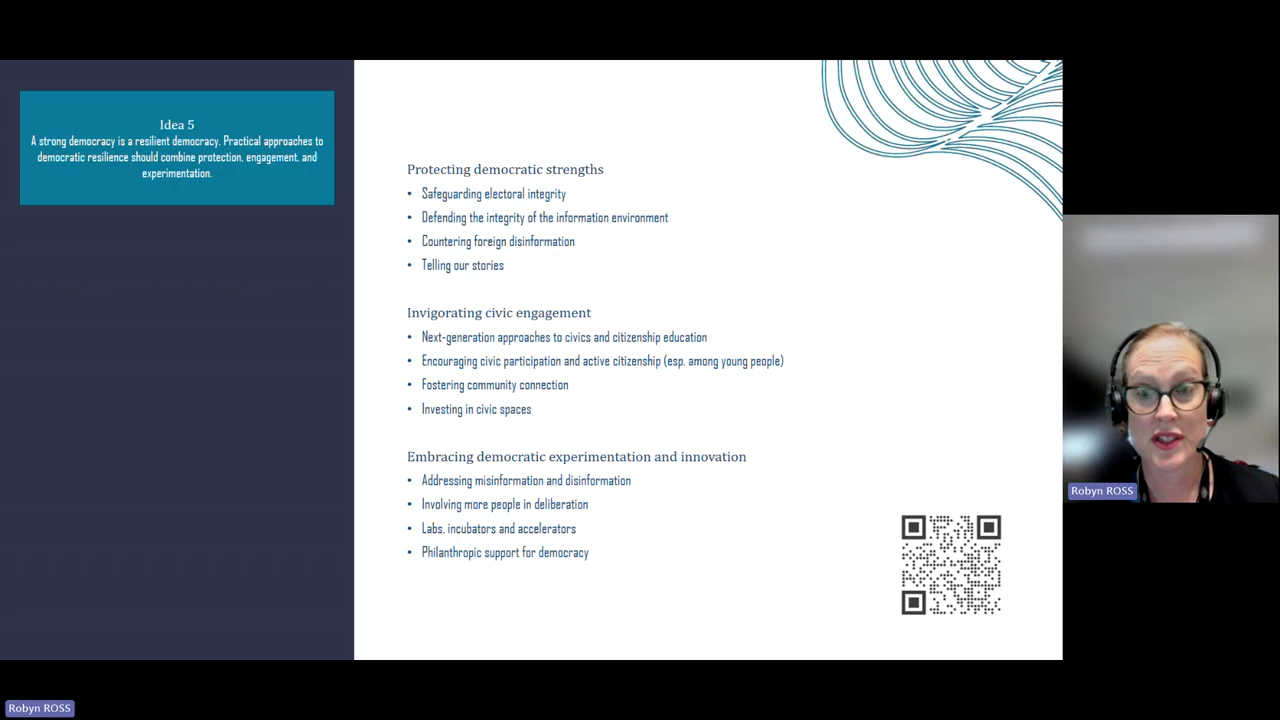 Idea 5
A strong democracy is a resilient democracy. Practical approaches to
democratic resilience should combine protection, engagement, and
experimentation.
Protecting democratic strengths
• Safeguarding electoral integrity
• Defending the integrity of the information environment
• Countering foreign disinformation
• Telling our stories
Invigorating civic engagement
• Next-generation approaches to civics and citizenship education
• Encouraging civic participation and active citizenship (esp. among young people)
• Fostering community connection
• Investing in civic spaces
Embracing democratic experimentation and innovation
• Addressing misinformation and disinformation
• Involving more people in deliberation
• Labs, incubators and accelerators
• Philanthropic support for democracy
Robyn ROSS
Robyn ROSS